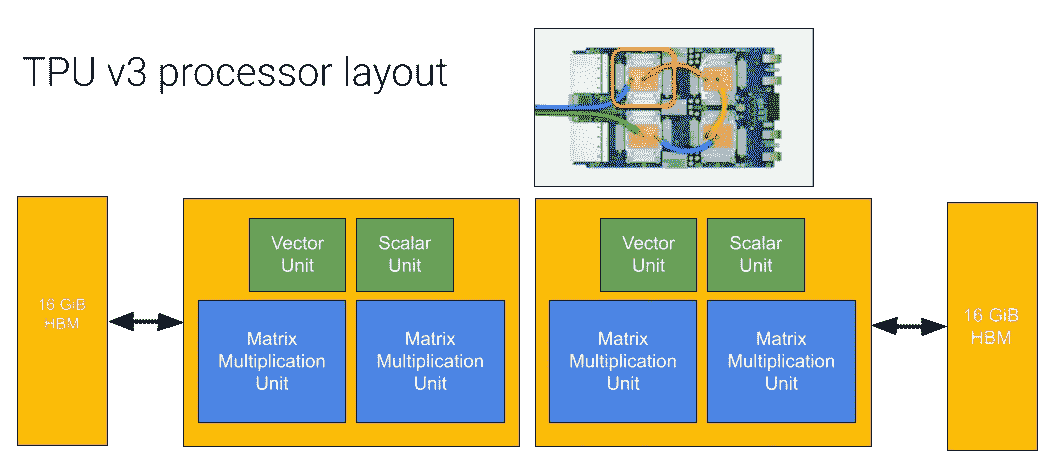 TPU v3 processor layout
16 GiB
HBM
Vector
Unit
Scalar
Unit
Matrix
Multiplication
Unit
Matrix
Multiplication
Unit
Vector
Unit
Scalar
Unit
Matrix
Multiplication
Unit
Matrix
Multiplication
Unit
16 GiB
HBM